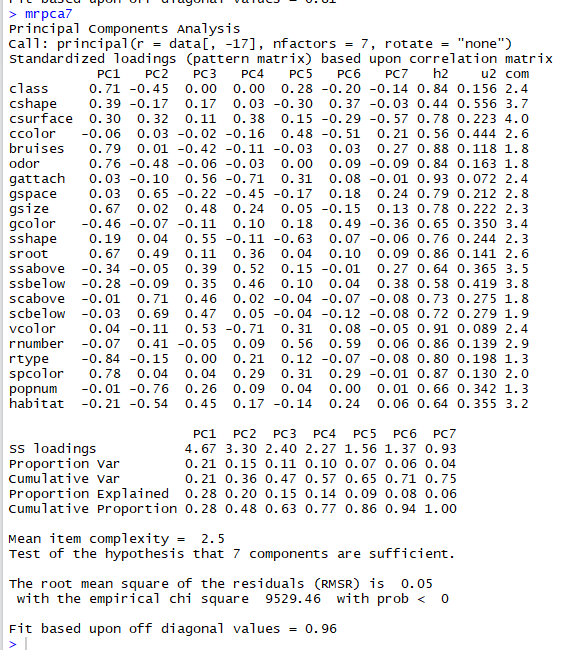 Fit based upon off diagonal values = 0.81
> mrpca7
Principal Components Analysis
Call: principal(r = data[, -17], nfactors = 7, rotate = "none")
Standardized loadings (pattern matrix) based upon correlation matrix
PC1 PC2 PC3 PC4 PC5 PC6 PC7 h2 u2 com
class 0.71 -0.45 0.00 0.00 0.28 -0.20 -0.14 0.84 0.156 2.4
cshape 0.39 -0.17 0.17 0.03 -0.30 0.37 -0.03 0.44 0.556 3.7
csurface 0.30 0.32 0.11 0.38 0.15 -0.29 -0.57 0.78 0.223 4.0
ccolor -0.06 0.03 -0.02 -0.16 0.48 -0.51 0.21 0.56 0.444 2.6
bruises 0.79 0.01 -0.42 -0.11 -0.03 0.03 0.27 0.88 0.118 1.8
odor 0.76 -0.48 -0.06 -0.03 0.00 0.09 -0.09 0.84 0.163 1.8
gattach 0.03 -0.10 0.56 -0.71 0.31 0.08 -0.01 0.93 0.072 2.4
gspace 0.03 0.65 -0.22 -0.45 -0.17 0.18 0.24 0.79 0.212 2.8
gsize 0.67 0.02 0.48 0.24 0.05 -0.15 0.13 0.78 0.222 2.3
gcolor -0.46 -0.07 -0.11 0.10 0.18 0.49 -0.36 0.65 0.350 3.4
sshape 0.19 0.04 0.55 -0.11 -0.63 0.07 -0.06 0.76 0.244 2.3
sroot 0.67 0.49 0.11 0.36 0.04 0.10 0.09 0.86 0.141 2.6
ssabove -0.34 -0.05 0.39 0.52 0.15 -0.01 0.27 0.64 0.365 3.5
ssbelow -0.28 -0.09 0.35 0.46 0.10 0.04 0.38 0.58 0.419 3.8
scabove -0.01 0.71 0.46 0.02 -0.04 -0.07 -0.08 0.73 0.275 1.8
scbelow -0.03 0.69 0.47 0.05 -0.04 -0.12 -0.08 0.72 0.279 1.9
vcolor 0.04 -0.11 0.53 -0.71 0.31 0.08 -0.05 0.91 0.089 2.4
rnumber -0.07 0.41 -0.05 0.09 0.56 0.59 0.06 0.86 0.139 2.9
rtype -0.84 -0.15 0.00 0.21 0.12 -0.07 -0.08 0.80 0.198 1.3
spcolor 0.78 0.04 0.04 0.29 0.31 0.29 -0.01 0.87 0.130 2.0
popnum -0.01 -0.76 0.26 0.09 0.04 0.00 0.01 0.66 0.342 1.3
habitat -0.21 -0.54 0.45 0.17 -0.14 0.24 0.06 0.64 0.355 3.2
PC1 PC2 PC3 PC4 PC5 PC6 PC7
SS loadings 4.67 3.30 2.40 2.27 1.56 1.37 0.93
Proportion Var 0.21 0.15 0.11 0.10 0.07 0.06 0.04
Cumulative Var 0.21 0.36 0.47 0.57 0.65 0.71 0.75
Proportion Explained 0.28 0.20 0.15 0.14 0.09 0.08 0.06
Cumulative Proportion 0.28 0.48 0.63 0.77 0.86 0.94 1.00
Mean item complexity = 2.5
Test of the hypothesis that 7 components are sufficient.
The root mean square of the residuals (RMSR) is 0.05
with the empirical chi square 9529.46 with prob < 0
Fit based upon off diagonal values = 0.96
>